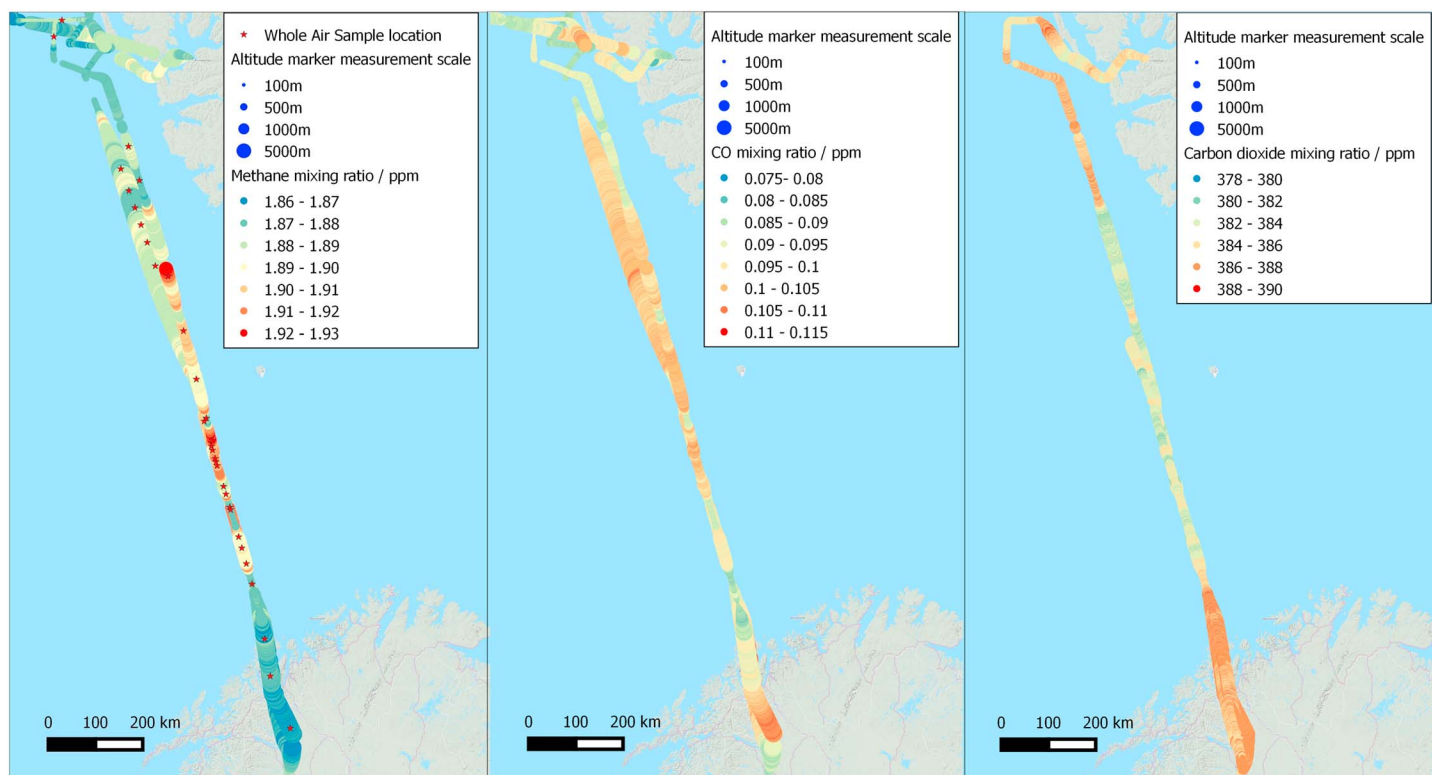 Whole Air Sample location
Altitude marker measurement scale
100m
500m
1000m
5000m
Methane mixing ratio / ppm
1.86 - 1.87
1.87 - 1.88
1.88 - 1.89
1.89 - 1.90
1.90 - 1.91
1.91 - 1.92
1.92 - 1.93
0 100 200 km
Altitude marker measurement scale
100m
500m
1000m
5000m
CO mixing ratio / ppm
0.075- 0.08
0.08 - 0.085
0.085 - 0.09
0.09 - 0.095
0.095 - 0.1
0.1 - 0.105
0.105 - 0.11
0.11 - 0.115
0 100 200 km
Altitude marker measurement scale
100m
500m
1000m
5000m
Carbon dioxide mixing ratio / ppm
378 - 380
380 - 382
382 - 384
384 - 386
386 - 388
388 - 390
0 100 200 km